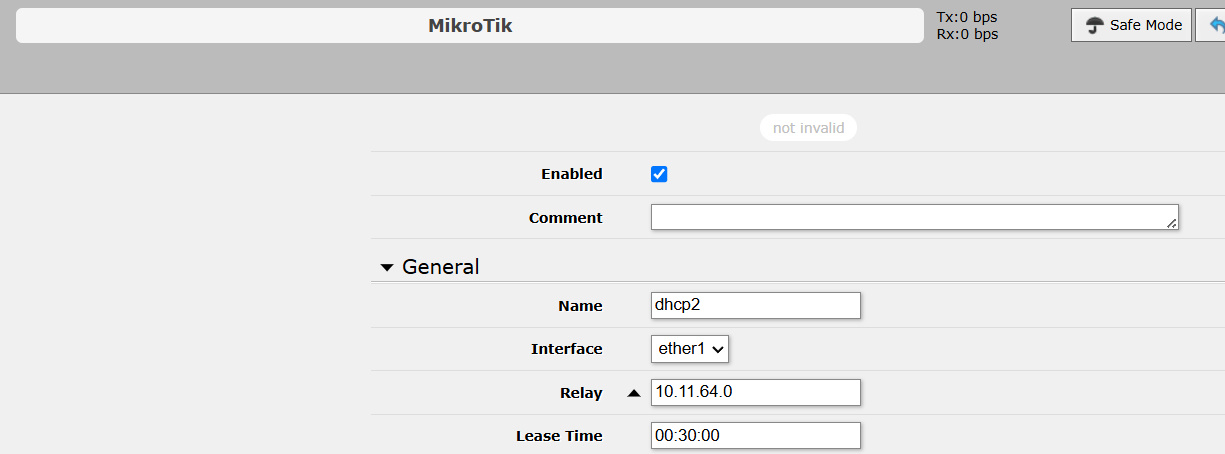 MikroTik
Tx:0 bps
Rx:0 bps
Safe Mode
not invalid
Enabled
Comment
General
Name dhcp2
Interface ether1
Relay 10.11.64.0
Lease Time 00:30:00